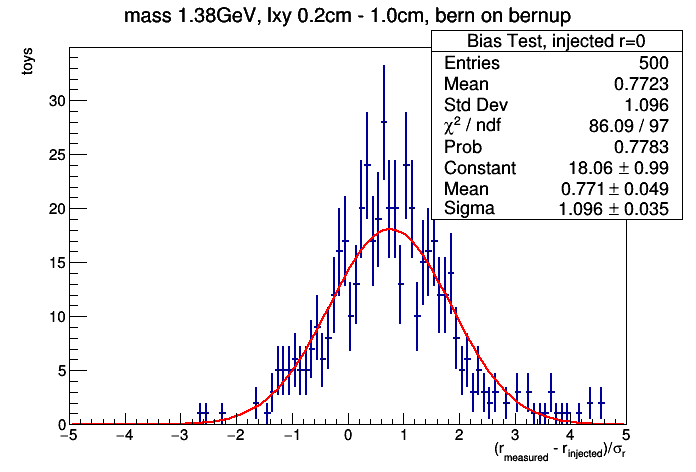 mass 1.38GeV, lxy 0.2cm - 1.0cm, bern on bernup
Bias Test, injected r=0
Entries 500
Mean 0.7723
Std Dev 1.096
χ² / ndf 86.09 / 97
Prob 0.7783
Constant 18.06 ± 0.99
Mean 0.771 ± 0.049
Sigma 1.096 ± 0.035
toys
30
25
20
15
10
5
0
−5 −4 −3 −2 −1 0 1 2 3 4 5
(r_measured - r_injected)/σ_r